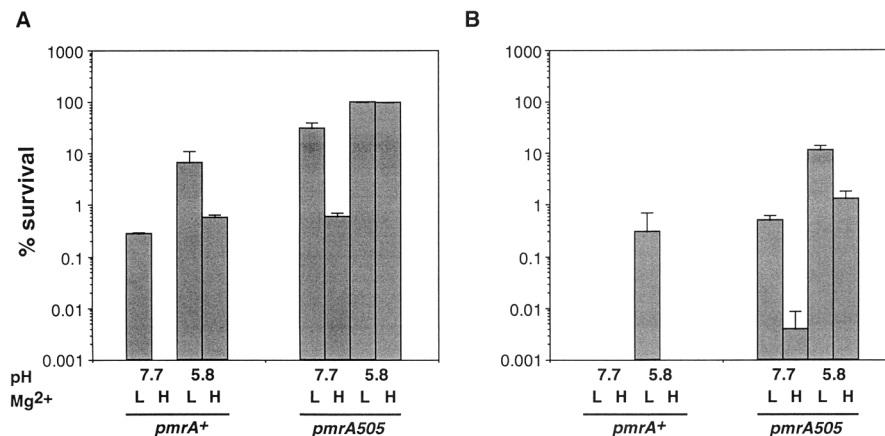 A
B
% survival
1000
100
10
1
0.1
0.01
0.001
1000
100
10
1
0.1
0.01
0.001
pH 7.7 5.8 7.7 5.8 7.7 5.8 7.7 5.8
Mg2+ L H L H L H L H L H L H L H L H
pmrA+ pmrA505 pmrA+ pmrA505